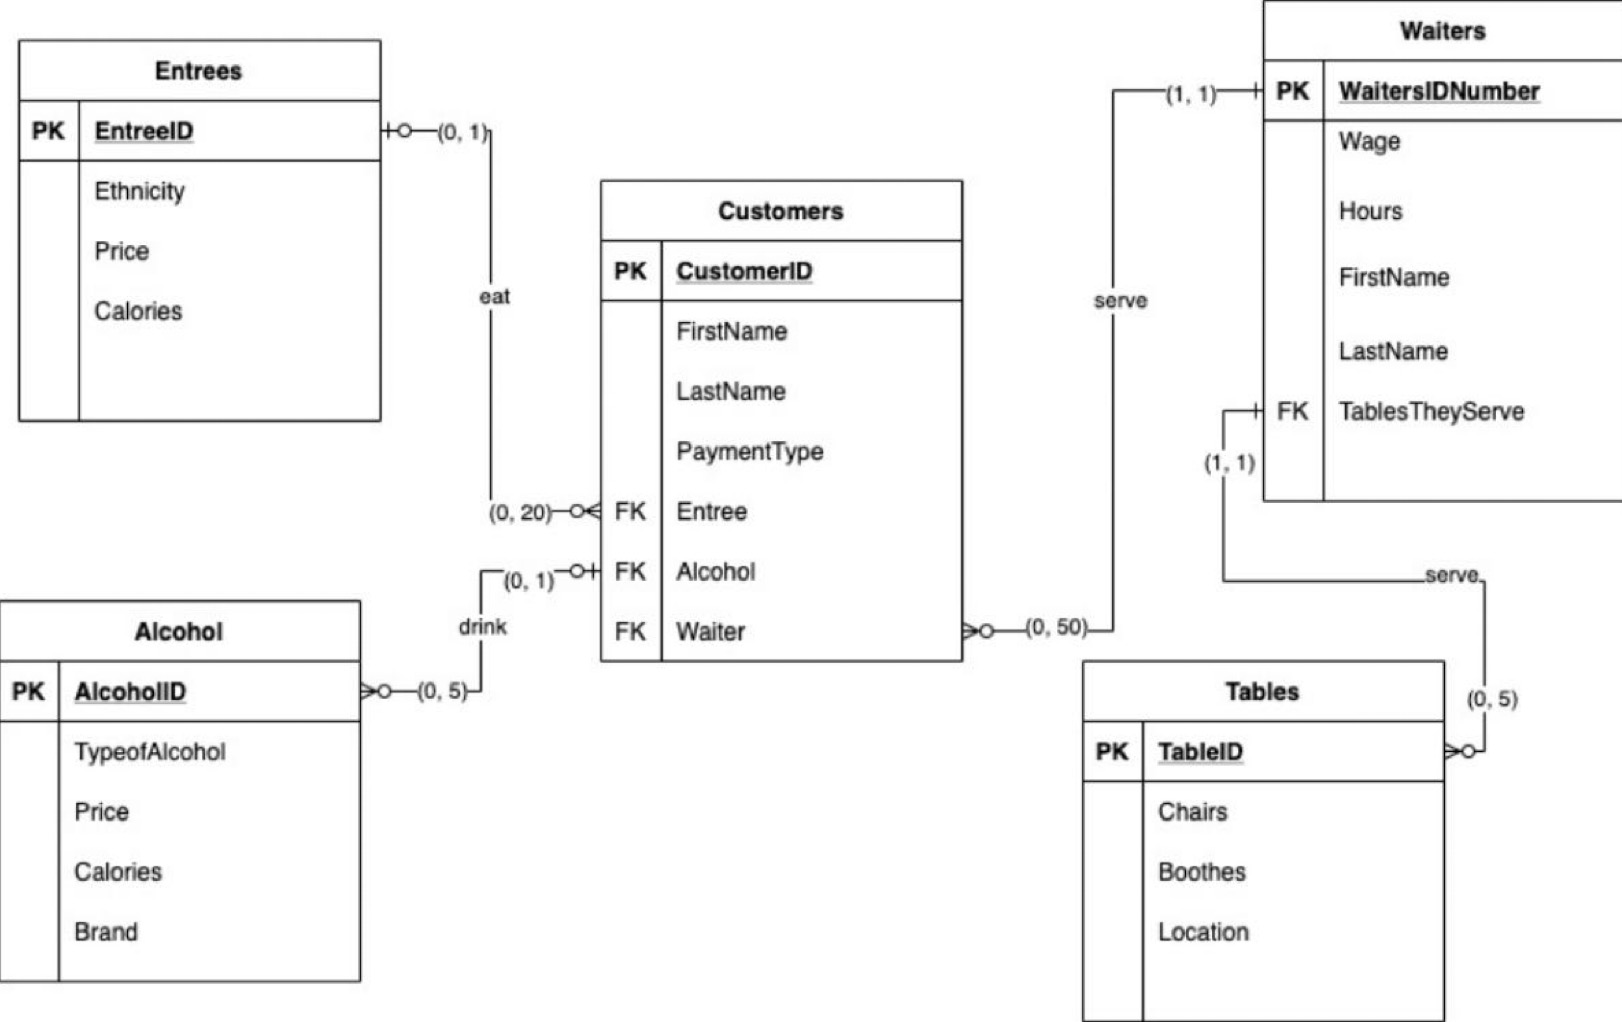 Entrees
PK EntreeID
Ethnicity
Price
Calories
(0, 1)
eat
(0, 20)
Customers
PK CustomerID
FirstName
LastName
PaymentType
FK Entree
FK Alcohol
FK Waiter
(0, 1)
drink
(0, 5)
Alcohol
PK AlcoholID
TypeofAlcohol
Price
Calories
Brand
Waiters
PK WaitersIDNumber
Wage
Hours
FirstName
LastName
FK TablesTheyServe
(1, 1)
serve
(0, 50)
(1, 1)
serve
(0, 5)
Tables
PK TableID
Chairs
Boothes
Location